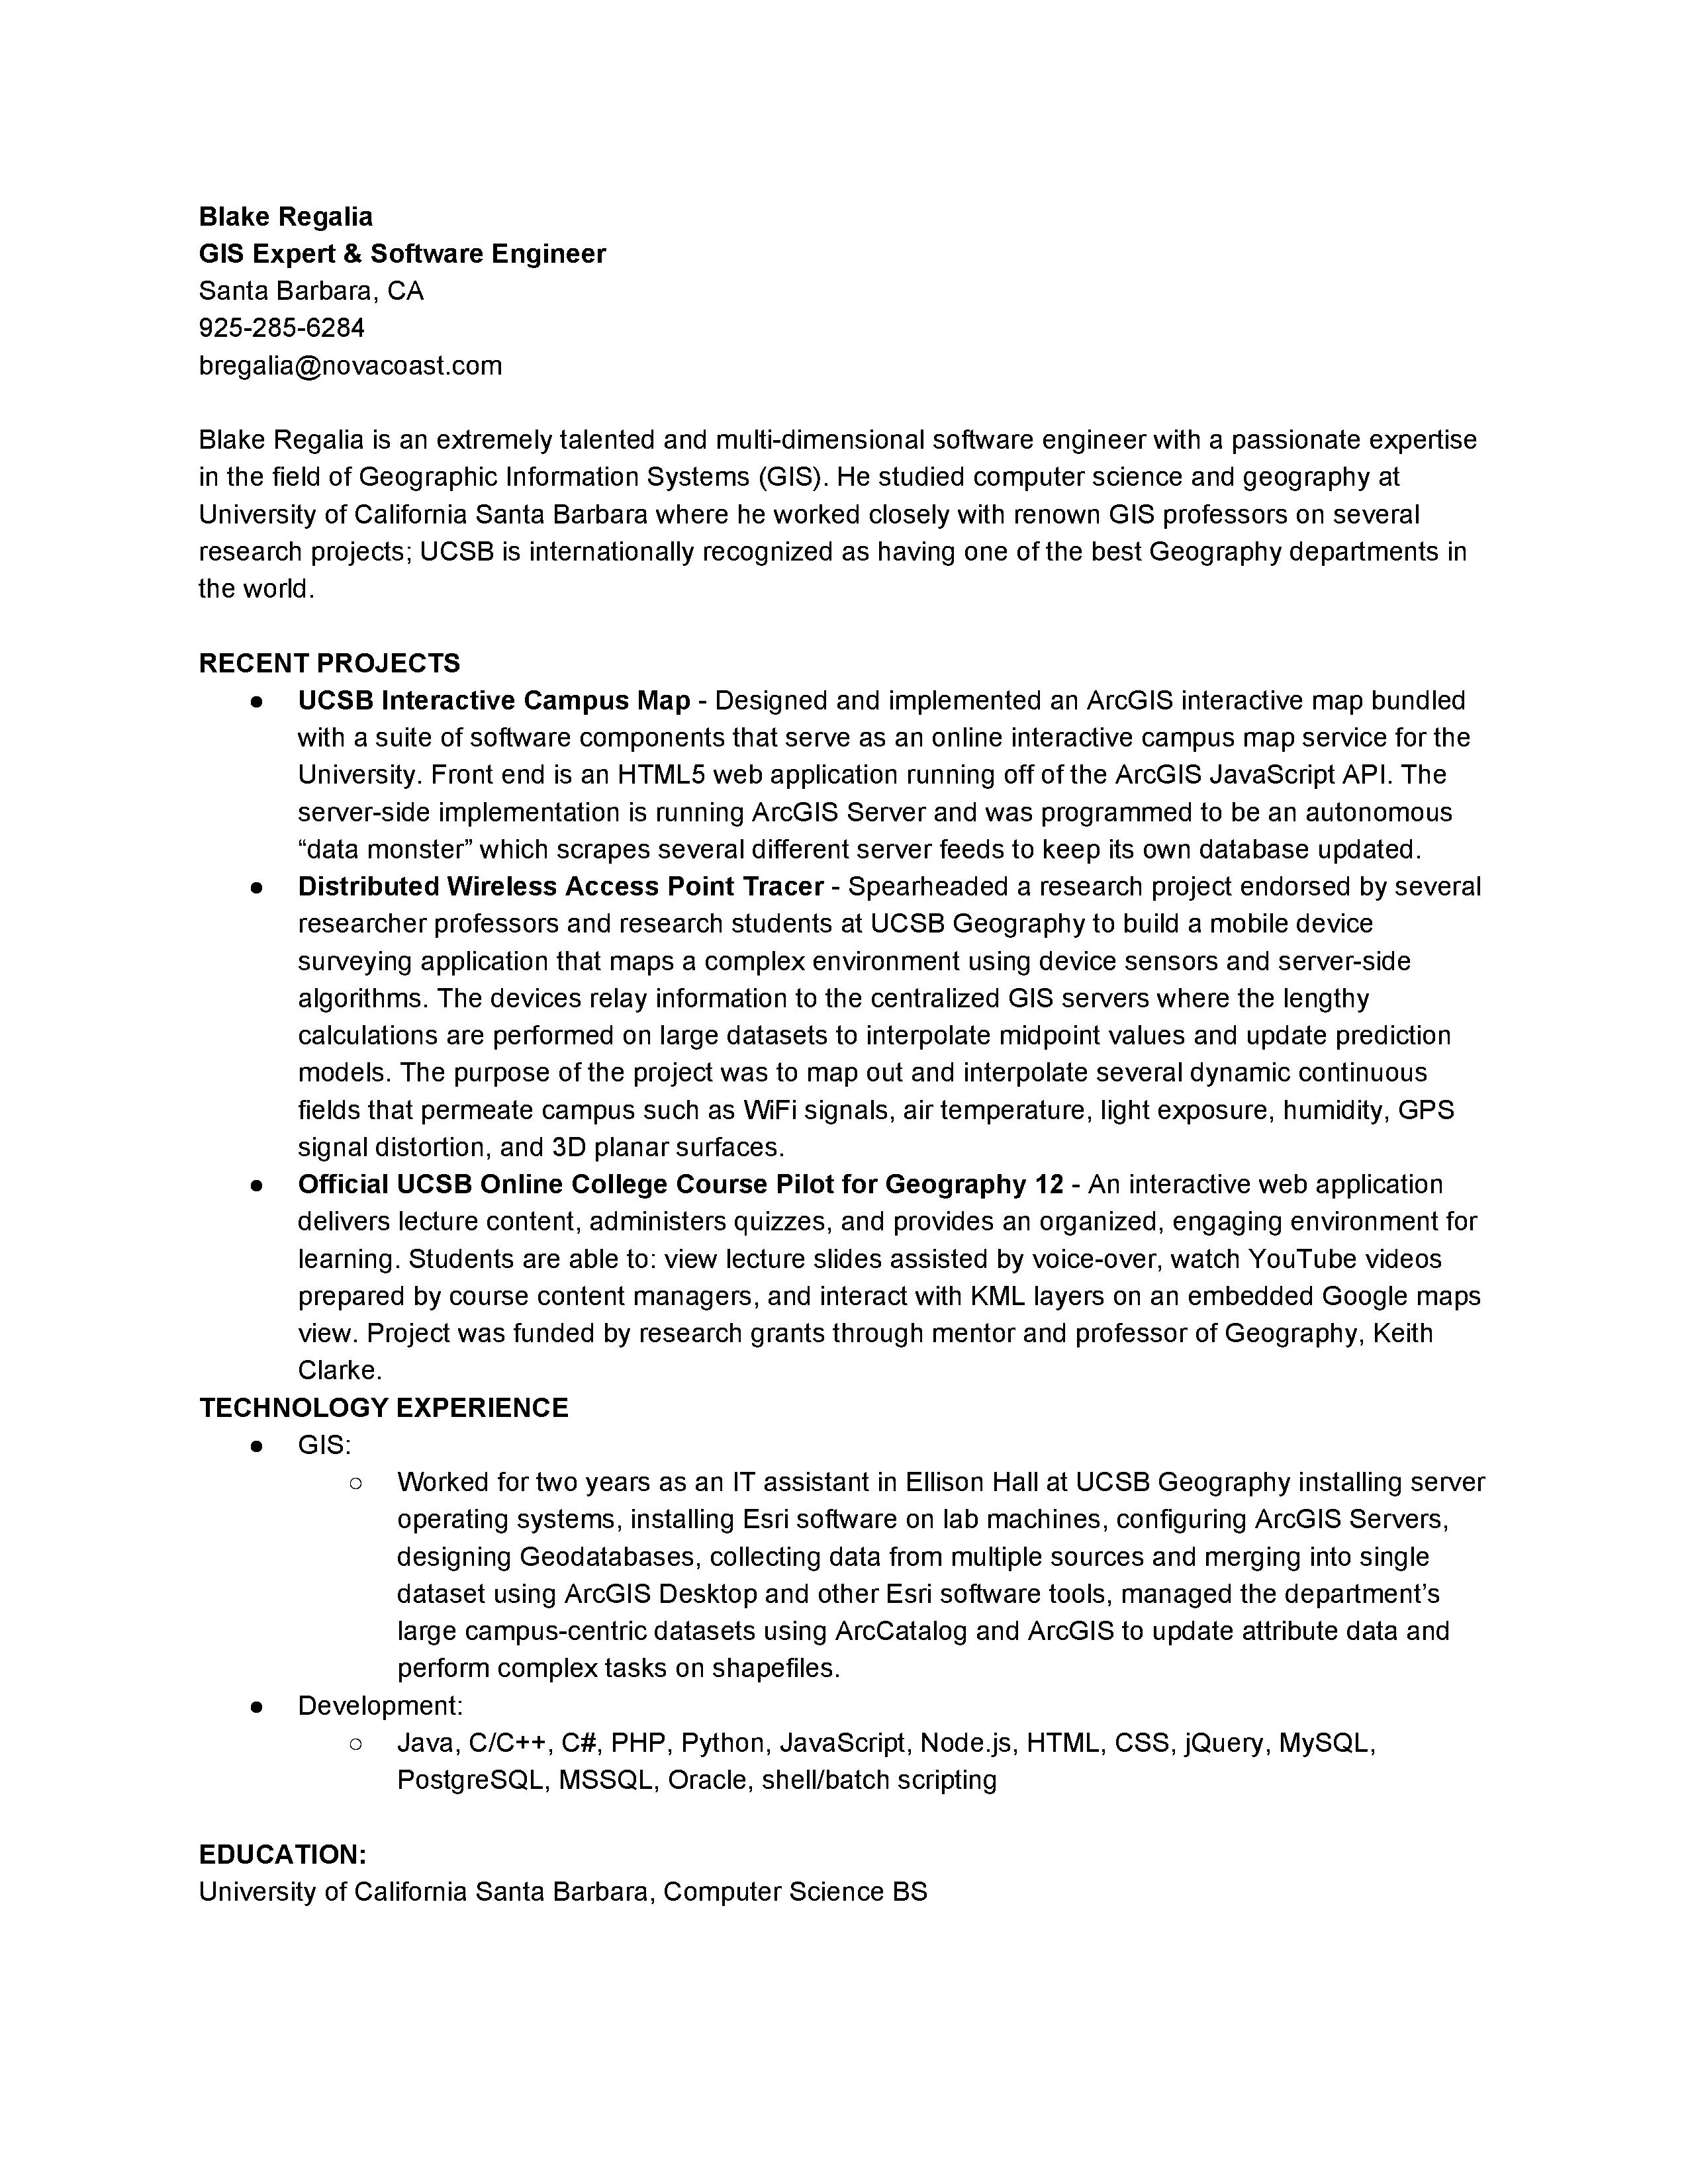 Blake Regalia
GIS Expert & Software Engineer
Santa Barbara, CA
925-285-6284
bregalia@novacoast.com
Blake Regalia is an extremely talented and multi-dimensional software engineer with a passionate expertise
in the field of Geographic Information Systems (GIS). He studied computer science and geography at
University of California Santa Barbara where he worked closely with renown GIS professors on several
research projects; UCSB is internationally recognized as having one of the best Geography departments in
the world.
RECENT PROJECTS
● UCSB Interactive Campus Map - Designed and implemented an ArcGIS interactive map bundled
with a suite of software components that serve as an online interactive campus map service for the
University. Front end is an HTML5 web application running off of the ArcGIS JavaScript API. The
server-side implementation is running ArcGIS Server and was programmed to be an autonomous
“data monster” which scrapes several different server feeds to keep its own database updated.
● Distributed Wireless Access Point Tracer - Spearheaded a research project endorsed by several
researcher professors and research students at UCSB Geography to build a mobile device
surveying application that maps a complex environment using device sensors and server-side
algorithms. The devices relay information to the centralized GIS servers where the lengthy
calculations are performed on large datasets to interpolate midpoint values and update prediction
models. The purpose of the project was to map out and interpolate several dynamic continuous
fields that permeate campus such as WiFi signals, air temperature, light exposure, humidity, GPS
signal distortion, and 3D planar surfaces.
● Official UCSB Online College Course Pilot for Geography 12 - An interactive web application
delivers lecture content, administers quizzes, and provides an organized, engaging environment for
learning. Students are able to: view lecture slides assisted by voice-over, watch YouTube videos
prepared by course content managers, and interact with KML layers on an embedded Google maps
view. Project was funded by research grants through mentor and professor of Geography, Keith
Clarke.
TECHNOLOGY EXPERIENCE
● GIS:
○ Worked for two years as an IT assistant in Ellison Hall at UCSB Geography installing server
operating systems, installing Esri software on lab machines, configuring ArcGIS Servers,
designing Geodatabases, collecting data from multiple sources and merging into single
dataset using ArcGIS Desktop and other Esri software tools, managed the department’s
large campus-centric datasets using ArcCatalog and ArcGIS to update attribute data and
perform complex tasks on shapefiles.
● Development:
○ Java, C/C++, C#, PHP, Python, JavaScript, Node.js, HTML, CSS, jQuery, MySQL,
PostgreSQL, MSSQL, Oracle, shell/batch scripting
EDUCATION:
University of California Santa Barbara, Computer Science BS